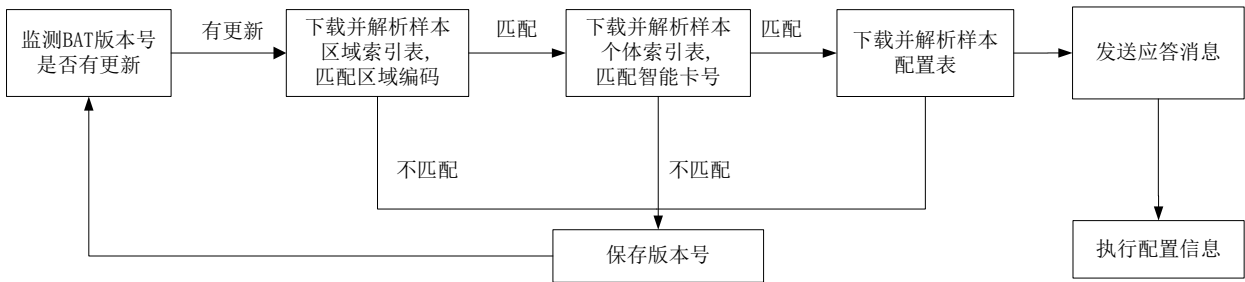 监测BAT版本号
是否有更新
有更新
下载并解析样本
区域索引表,
匹配区域编码
匹配
下载并解析样本
个体索引表,
匹配智能卡号
匹配
下载并解析样本
配置表
发送应答消息
不匹配
不匹配
保存版本号
执行配置信息